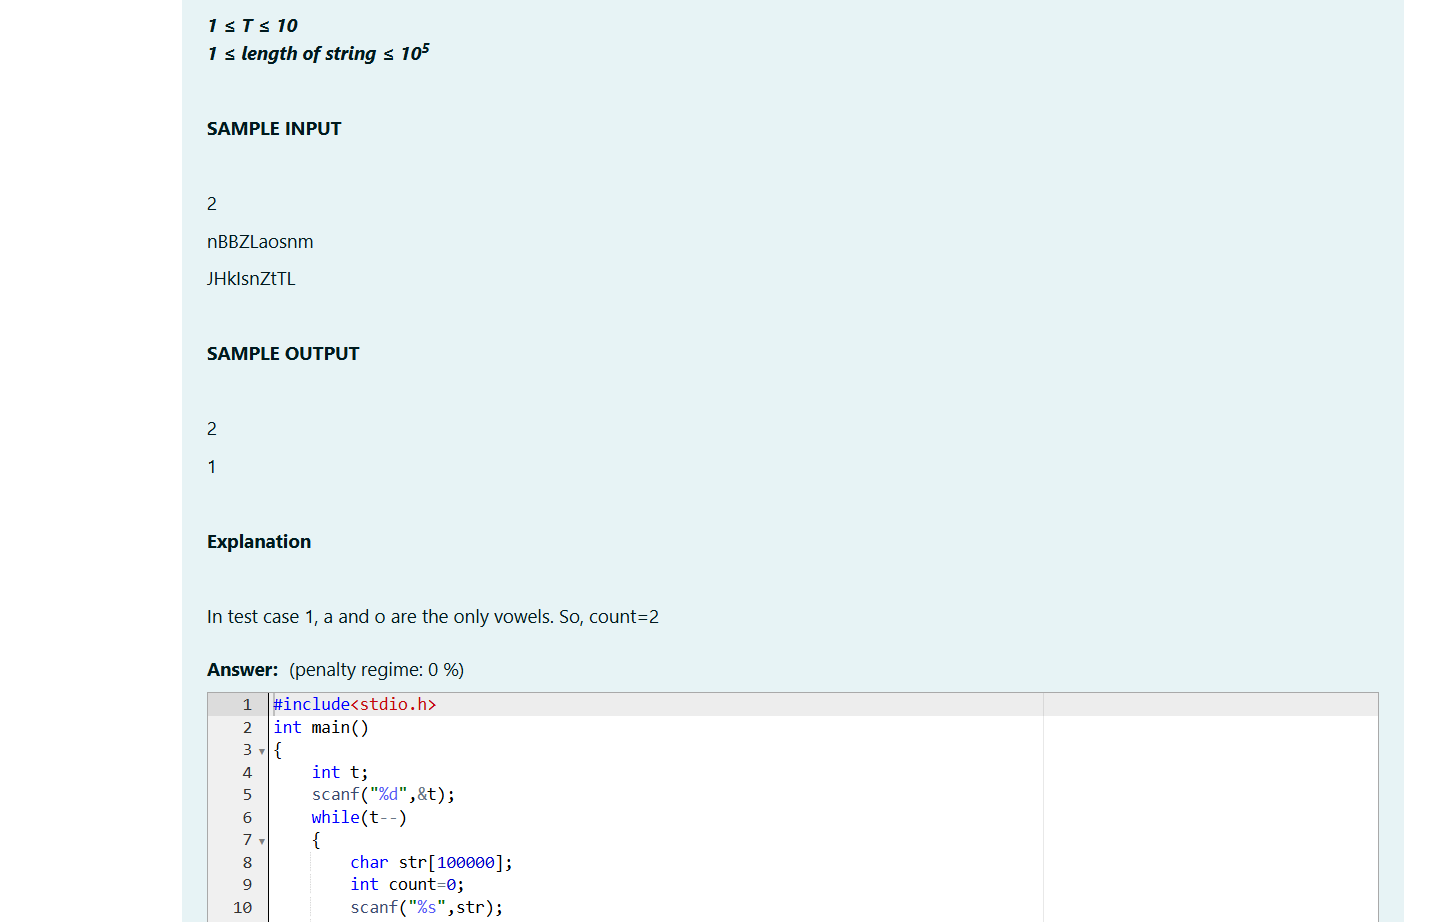 1 ≤ T ≤ 10
1 ≤ length of string ≤ 10⁵
SAMPLE INPUT
2
nBBZLaosnm
JHkIsnZtTL
SAMPLE OUTPUT
2
1
Explanation
In test case 1, a and o are the only vowels. So, count=2
Answer: (penalty regime: 0 %)
1 #include<stdio.h>
2 int main()
3 {
4     int t;
5     scanf("%d",&t);
6     while(t--)
7     {
8         char str[100000];
9         int count=0;
10         scanf("%s",str);